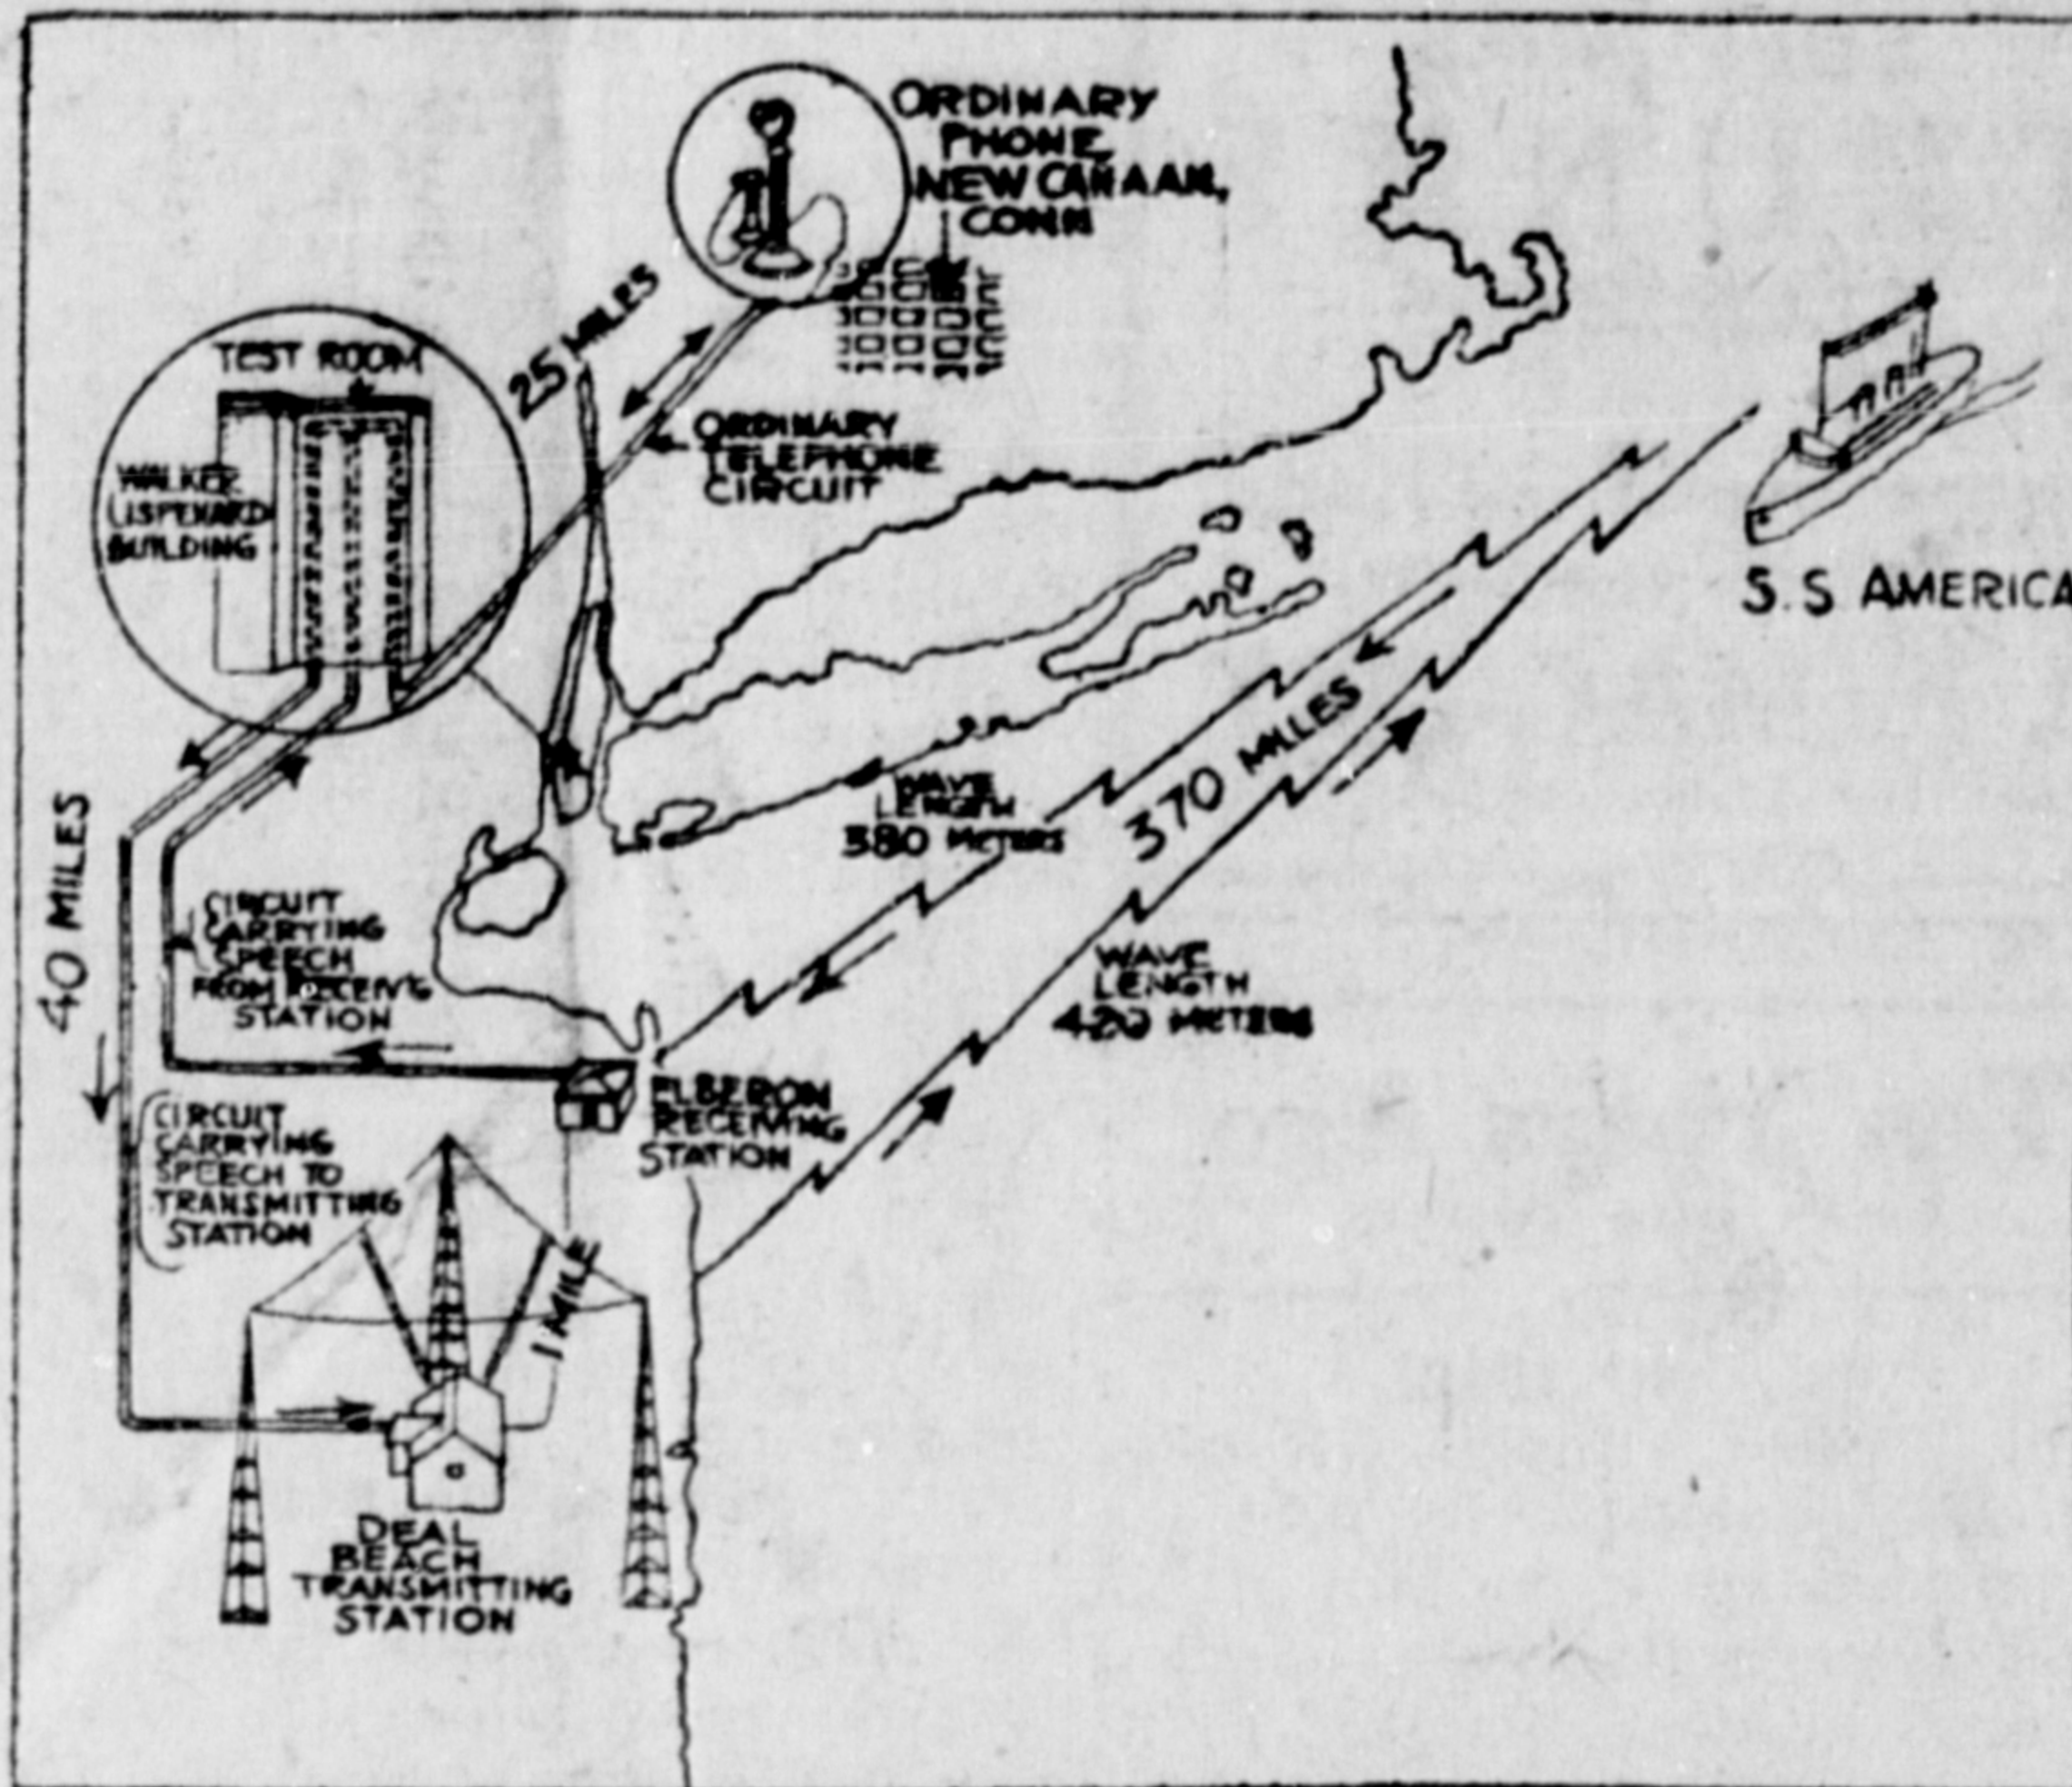 ORDINARY
PHONE,
NEW CANAAN,
CONN
25 MILES
TEST ROOM
WALKER
LISPENARD
BUILDING
ORDINARY
TELEPHONE
CIRCUIT
S.S AMERICA
370 MILES
WAVE
LENGTH
380 METERS
40 MILES
CIRCUIT
CARRYING
SPEECH
FROM RECEIV'G
STATION
WAVE
LENGTH
420 METERS
ELBERON
RECEIVING
STATION
CIRCUIT
CARRYING
SPEECH TO
TRANSMITTING
STATION
1 MILE
DEAL
BEACH
TRANSMITTING
STATION